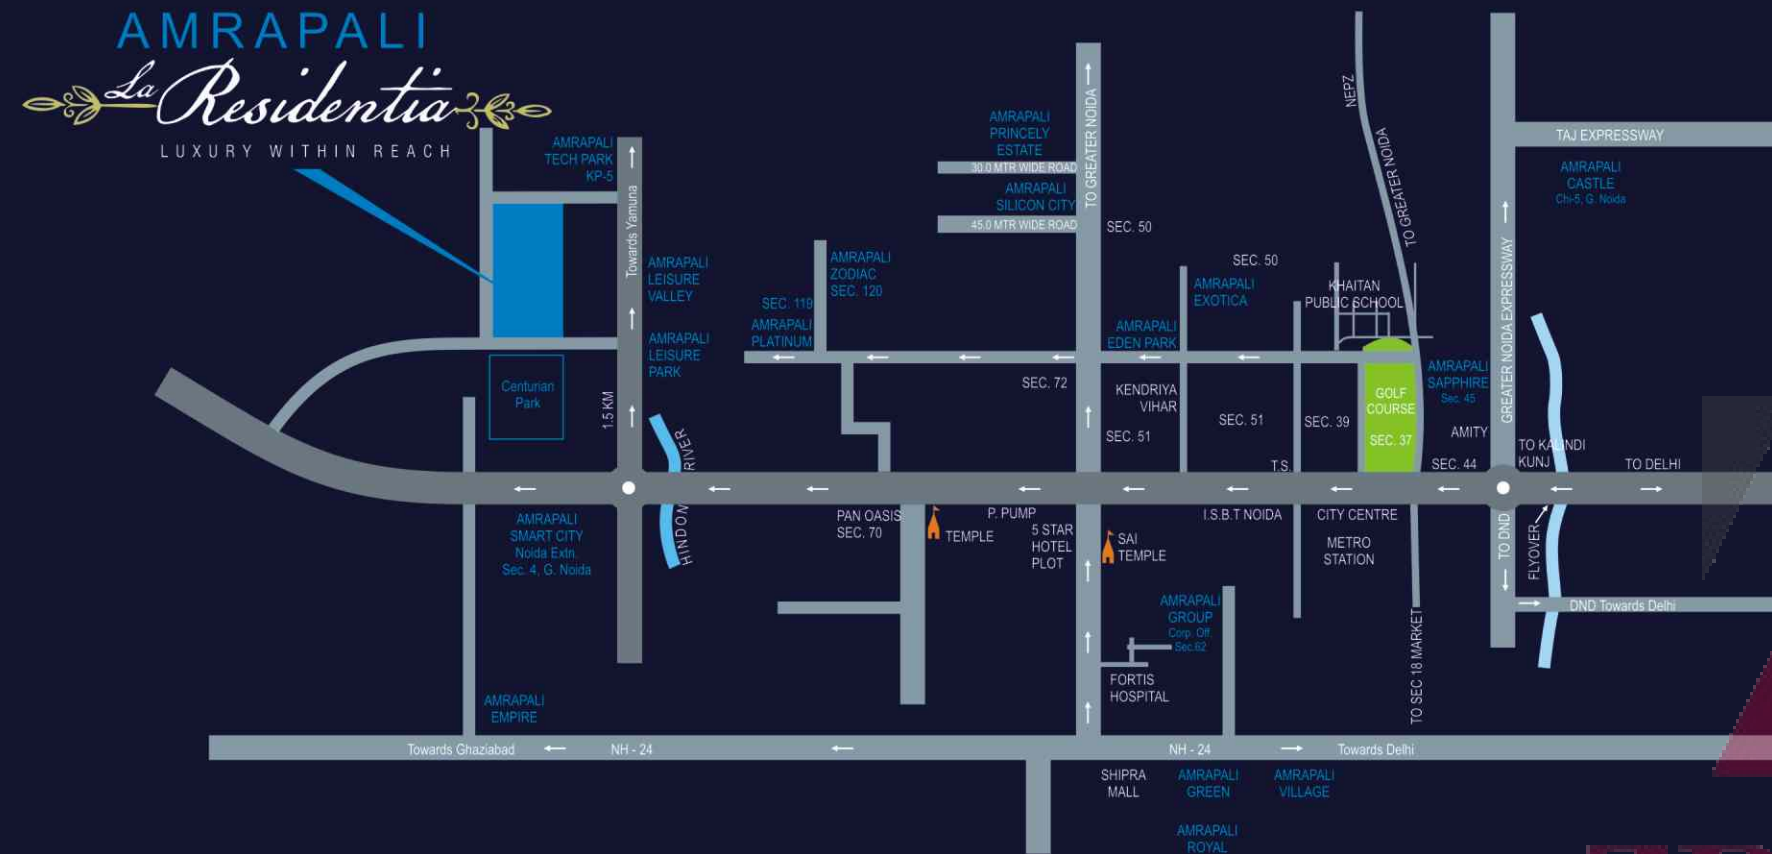 AMRAPALI
La Residentia
LUXURY WITHIN REACH
AMRAPALI
TECH PARK
KP-5
Towards Yamuna
AMRAPALI
LEISURE
VALLEY
AMRAPALI
LEISURE
PARK
Centurian
Park
1.5 KM
HINDON RIVER
AMRAPALI
SMART CITY
Noida Extn.
Sec. 4, G. Noida
AMRAPALI
EMPIRE
AMRAPALI
ZODIAC
SEC. 120
SEC. 119
AMRAPALI
PLATINUM
AMRAPALI
PRINCELY
ESTATE
30.0 MTR WIDE ROAD
AMRAPALI
SILICON CITY
45.0 MTR WIDE ROAD
TO GREATER NOIDA
SEC. 50
SEC. 50
AMRAPALI
EXOTICA
AMRAPALI
EDEN PARK
SEC. 72
KENDRIYA
VIHAR
SEC. 51
SEC. 51
SEC. 39
T.S.
KHAITAN
PUBLIC SCHOOL
NEPZ
TO GREATER NOIDA
GOLF
COURSE
SEC. 37
AMRAPALI
SAPPHIRE
Sec. 45
AMITY
SEC. 44
GREATER NOIDA EXPRESSWAY
TAJ EXPRESSWAY
AMRAPALI
CASTLE
Chi-5, G. Noida
TO KALINDI
KUNJ
TO DELHI
PAN OASIS
SEC. 70
TEMPLE
P. PUMP
5 STAR
HOTEL
PLOT
SAI
TEMPLE
I.S.B.T NOIDA
CITY CENTRE
METRO
STATION
TO DND
FLYOVER
DND Towards Delhi
AMRAPALI
GROUP
Corp. Off.
Sec.62
FORTIS
HOSPITAL
TO SEC 18 MARKET
Towards Ghaziabad
NH - 24
NH - 24
Towards Delhi
SHIPRA
MALL
AMRAPALI
GREEN
AMRAPALI
VILLAGE
AMRAPALI
ROYAL